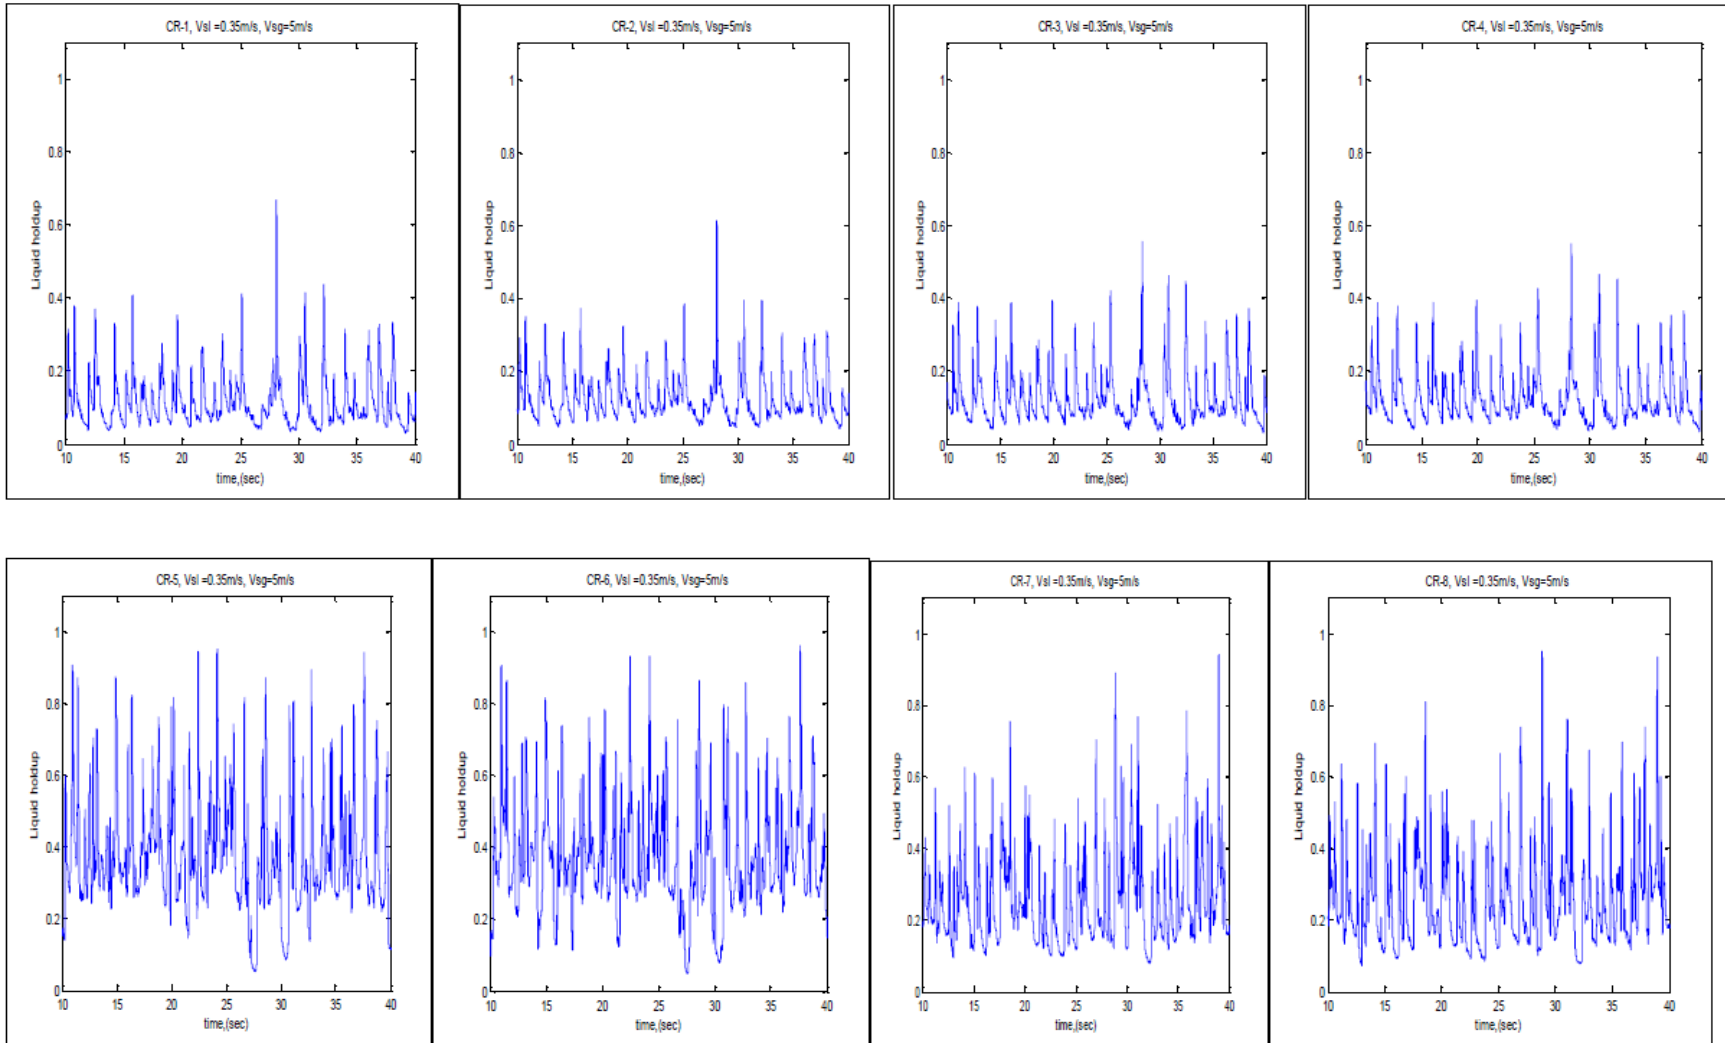 CR-1, Vsl =0.35m/s, Vsg=5m/s
1
0.8
0.6
0.4
0.2
0
Liquid holdup
10 15 20 25 30 35 40
time,(sec)
CR-2, Vsl =0.35m/s, Vsg=5m/s
1
0.8
0.6
0.4
0.2
0
Liquid holdup
10 15 20 25 30 35 40
time,(sec)
CR-3, Vsl =0.35m/s, Vsg=5m/s
1
0.8
0.6
0.4
0.2
0
Liquid holdup
10 15 20 25 30 35 40
time,(sec)
CR-4, Vsl =0.35m/s, Vsg=5m/s
1
0.8
0.6
0.4
0.2
0
Liquid holdup
10 15 20 25 30 35 40
time,(sec)
CR-5, Vsl =0.35m/s, Vsg=5m/s
1
0.8
0.6
0.4
0.2
0
Liquid holdup
10 15 20 25 30 35 40
time,(sec)
CR-6, Vsl =0.35m/s, Vsg=5m/s
1
0.8
0.6
0.4
0.2
0
Liquid holdup
10 15 20 25 30 35 40
time,(sec)
CR-7, Vsl =0.35m/s, Vsg=5m/s
1
0.8
0.6
0.4
0.2
0
Liquid holdup
10 15 20 25 30 35 40
time,(sec)
CR-8, Vsl =0.35m/s, Vsg=5m/s
1
0.8
0.6
0.4
0.2
0
Liquid holdup
10 15 20 25 30 35 40
time,(sec)